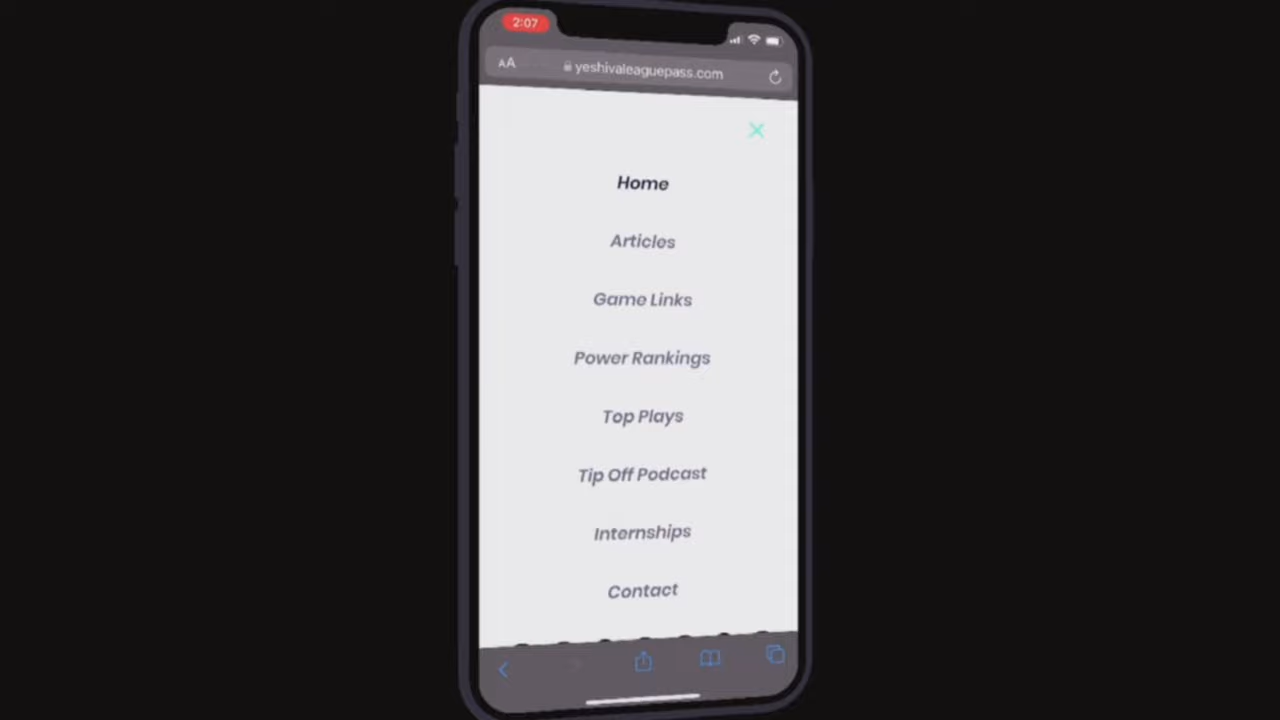 2:07
AA yeshivaleaguepass.com
Home
Articles
Game Links
Power Rankings
Top Plays
Tip Off Podcast
Internships
Contact